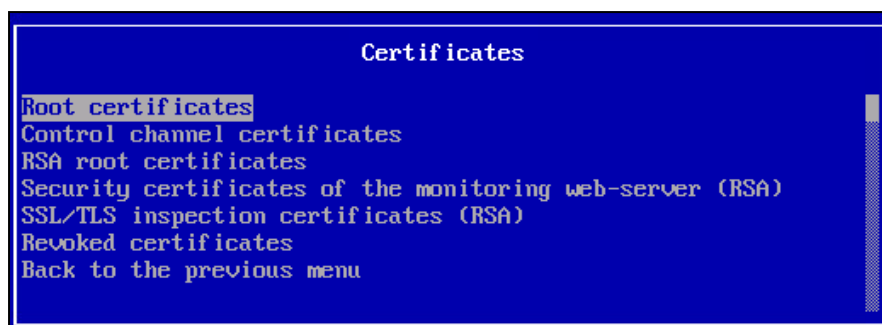 Certificates
Root certificates
Control channel certificates
RSA root certificates
Security certificates of the monitoring web-server (RSA)
SSL/TLS inspection certificates (RSA)
Revoked certificates
Back to the previous menu